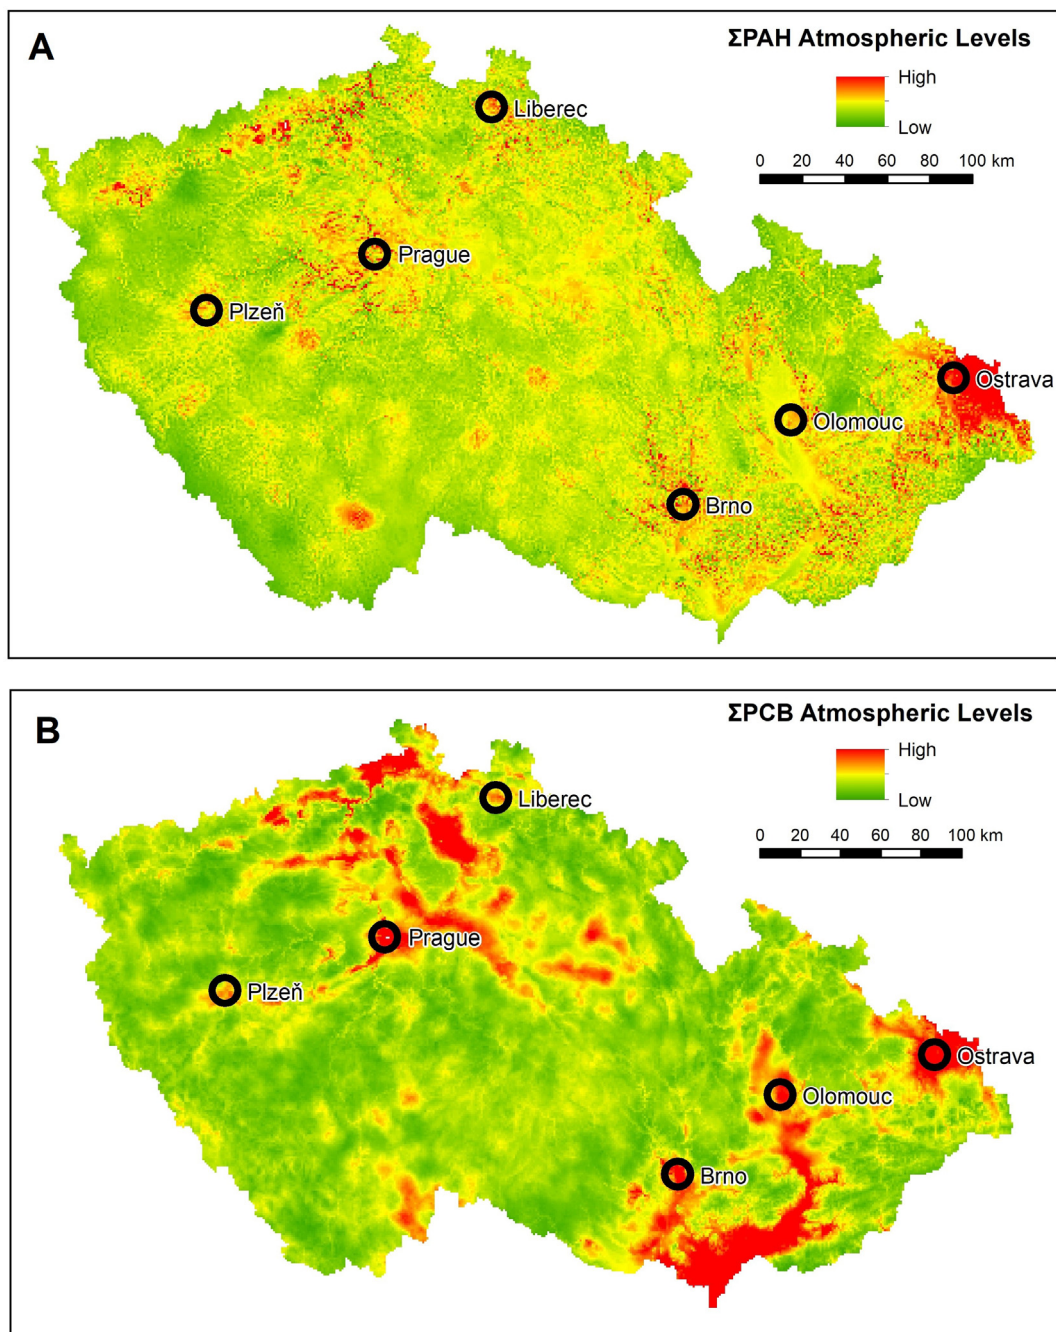 A
ΣPAH Atmospheric Levels
High
Low
0 20 40 60 80 100 km
Liberec
Prague
Plzeň
Ostrava
Olomouc
Brno
B
ΣPCB Atmospheric Levels
High
Low
0 20 40 60 80 100 km
Liberec
Prague
Plzeň
Ostrava
Olomouc
Brno